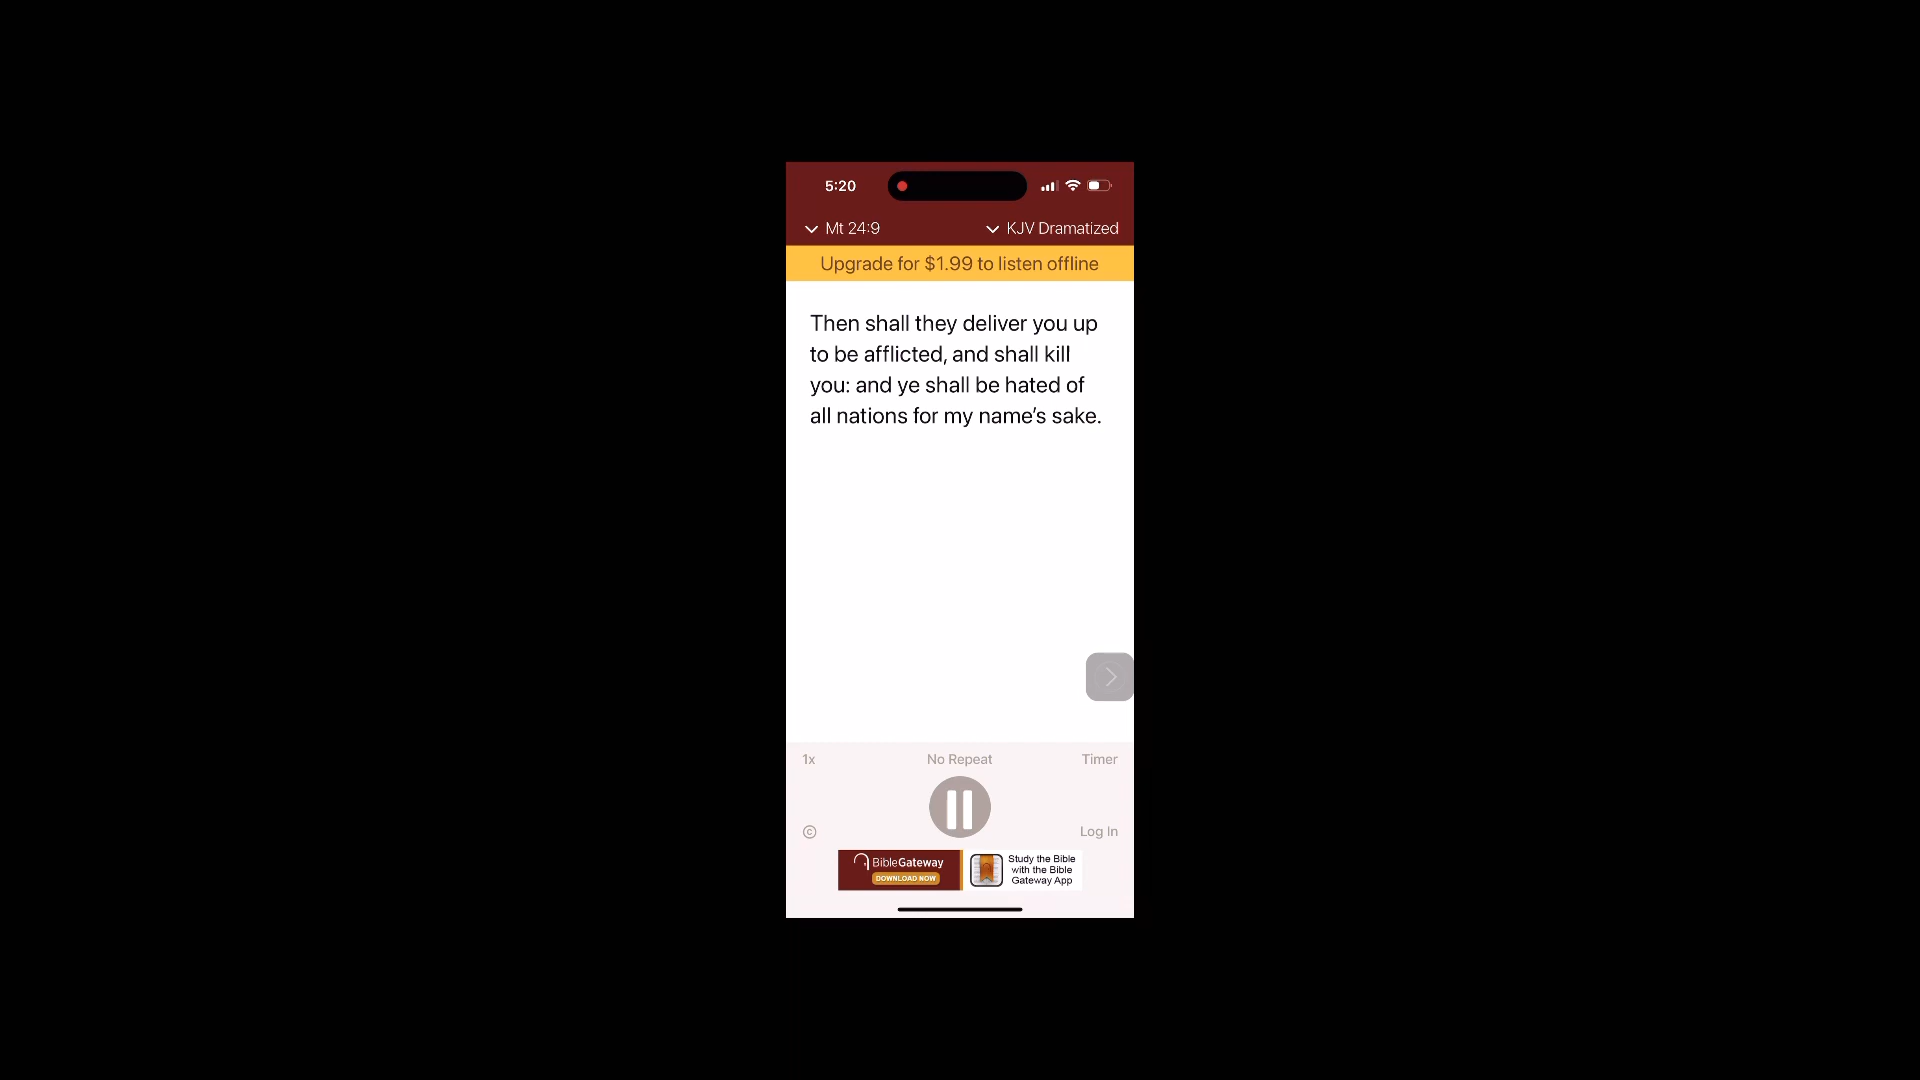 5:20
Mt 24:9
KJV Dramatized
Upgrade for $1.99 to listen offline
Then shall they deliver you up
to be afflicted, and shall kill
you: and ye shall be hated of
all nations for my name’s sake.
1x
No Repeat
Timer
©
Log In
BibleGateway
DOWNLOAD NOW
Study the Bible
with the Bible
Gateway App